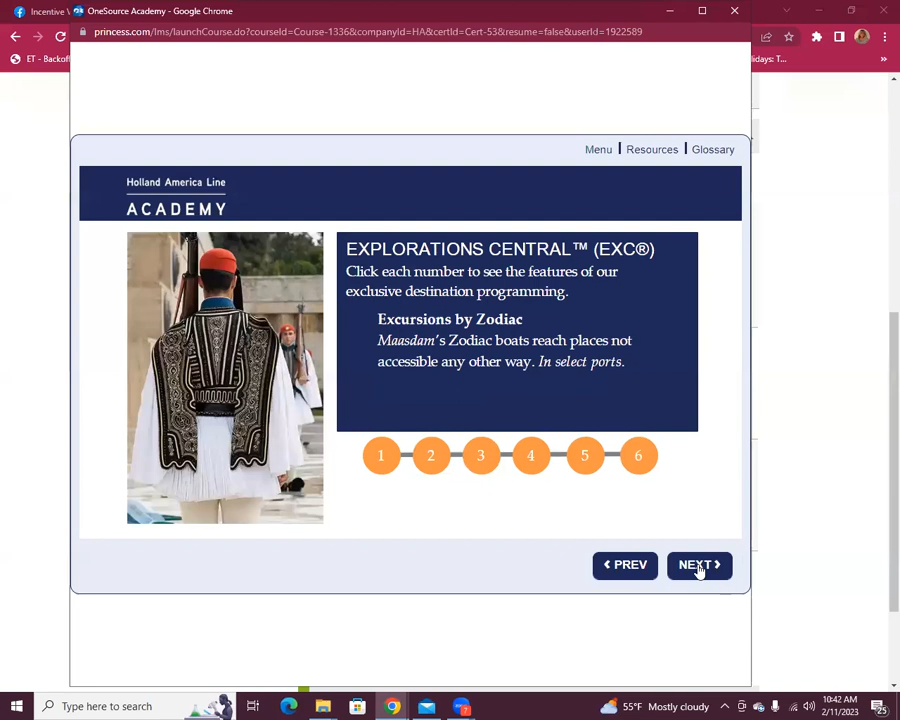 Incentive V
OneSource Academy - Google Chrome
princess.com/lms/launchCourse.do?courseId=Course-1336&companyId=HA&certId=Cert-53&resume=false&userId=1922589
ET - Backoff
lidays: T...
»
Menu | Resources | Glossary
Holland America Line
ACADEMY
EXPLORATIONS CENTRAL™ (EXC®)
Click each number to see the features of our
exclusive destination programming.
Excursions by Zodiac
Maasdam's Zodiac boats reach places not
accessible any other way. In select ports.
1 2 3 4 5 6
‹ PREV
NEXT ›
Type here to search
7
55°F Mostly cloudy
10:42 AM
2/11/2023
25